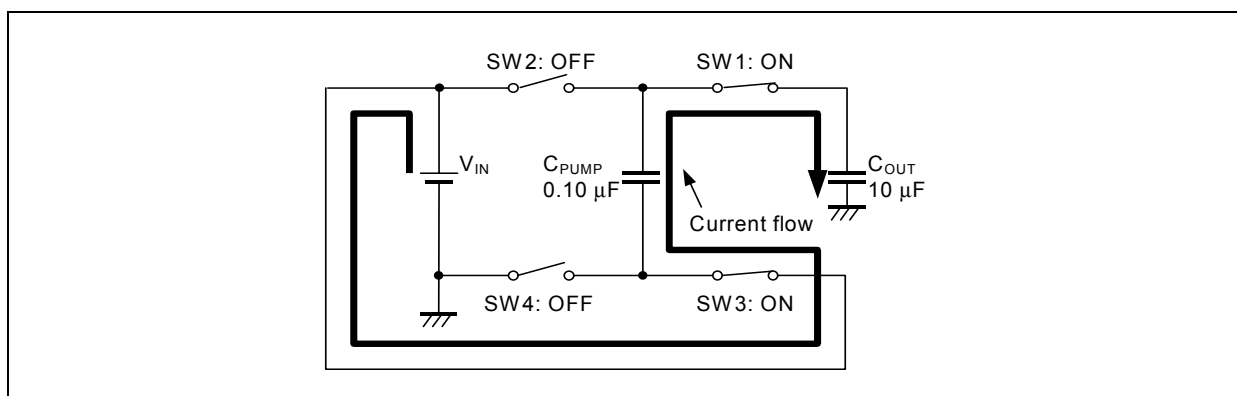 SW2: OFF
SW1: ON
VIN
CPUMP
0.10 μF
COUT
10 μF
Current flow
SW4: OFF
SW3: ON